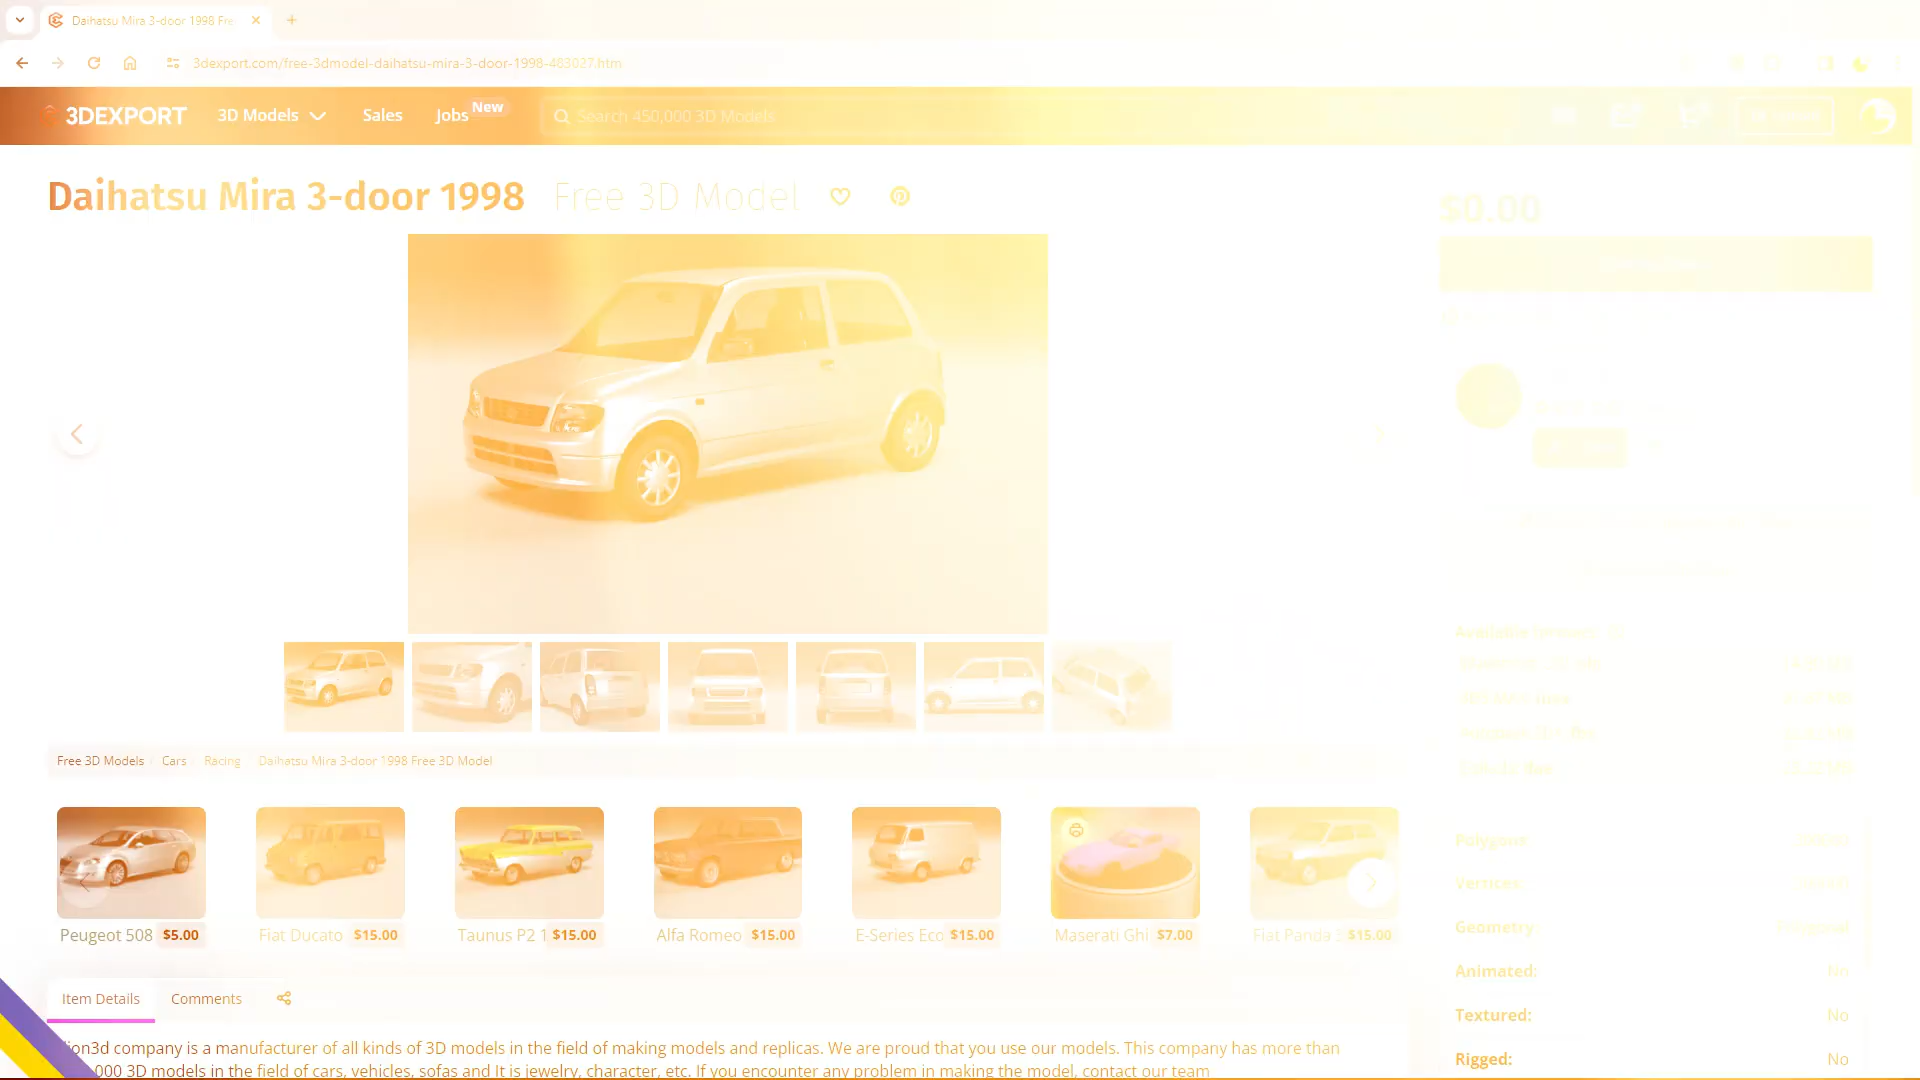 Daihatsu Mira 3-door 1998 Fre
3dexport.com/free-3dmodel-daihatsu-mira-3-door-1998-483027.htm
3DEXPORT
3D Models
Sales
Jobs
New
Search 450,000 3D Models
Daihatsu Mira 3-door 1998 Free 3D Model
$0.00
Available formats:
Free 3D Models
Cars
Racing
Daihatsu Mira 3-door 1998 Free 3D Model
Peugeot 508 $5.00
Fiat Ducato $15.00
Taunus P2 1 $15.00
Alfa Romeo $15.00
E-Series Eco $15.00
Maserati Ghi $7.00
Fiat Panda $15.00
Polygons:
Vertices:
Geometry:
Animated: No
Textured: No
Rigged: No
Item Details
Comments
ion3d company is a manufacturer of all kinds of 3D models in the field of making models and replicas. We are proud that you use our models. This company has more than
000 3D models in the field of cars, vehicles, sofas and It is jewelry, character, etc. If you encounter any problem in making the model, contact our team